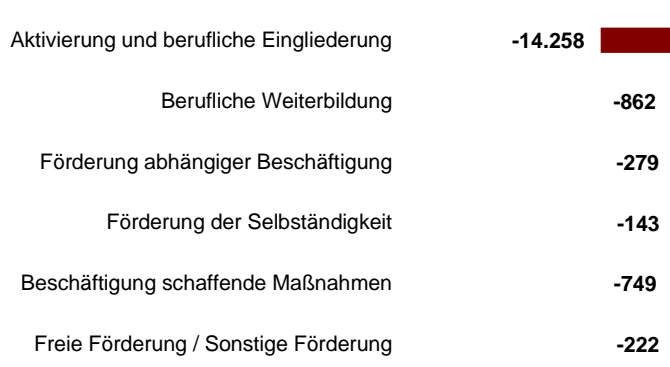 Aktivierung und berufliche Eingliederung -14.258
Berufliche Weiterbildung -862
Förderung abhängiger Beschäftigung -279
Förderung der Selbständigkeit -143
Beschäftigung schaffende Maßnahmen -749
Freie Förderung / Sonstige Förderung -222